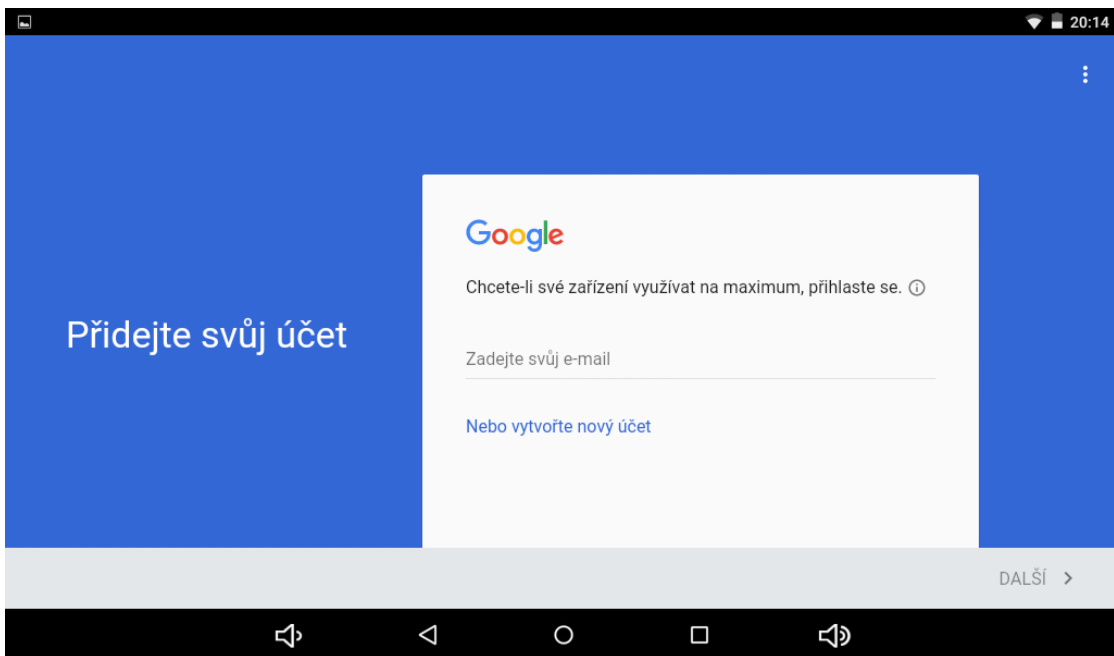 20:14
Google
Chcete-li své zařízení využívat na maximum, přihlaste se.
Přidejte svůj účet
Zadejte svůj e-mail
Nebo vytvořte nový účet
DALŠÍ